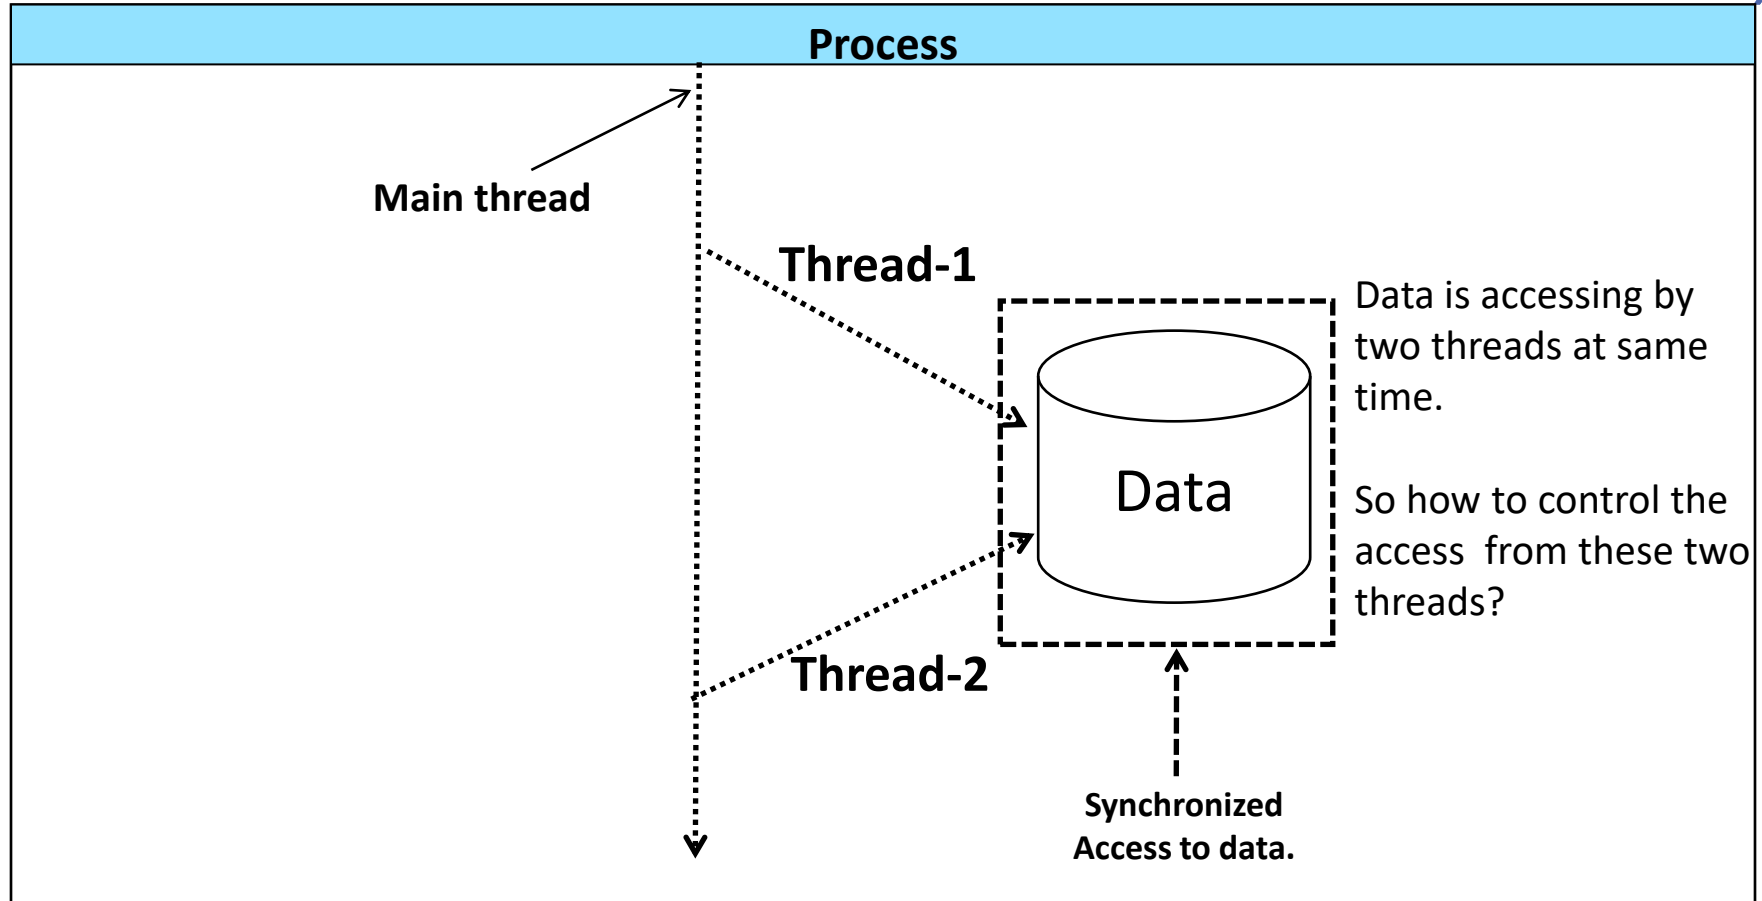 Process
Main thread
Thread-1
Data is accessing by
two threads at same
time.
Data
So how to control the
access from these two
threads?
Thread-2
Synchronized
Access to data.